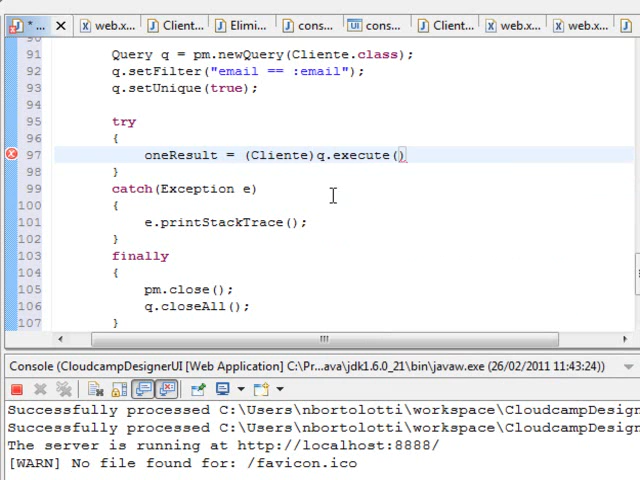 * ... web.x... Client... Elimi... cons... cons... Client... web.x... web.x...
90
91 Query q = pm.newQuery(Cliente.class);
92 q.setFilter("email == :email");
93 q.setUnique(true);
94
95 try
96 {
97 oneResult = (Cliente)q.execute()
98 }
99 catch(Exception e)
100 {
101 e.printStackTrace();
102 }
103 finally
104 {
105 pm.close();
106 q.closeAll();
107 }
Console (CloudcampDesignerUI [Web Application] C:\Pr...ava\jdk1.6.0_21\bin\javaw.exe (26/02/2011 11:43:24))
Successfully processed C:\Users\nbortolotti\workspace\CloudcampDesigr
Successfully processed C:\Users\nbortolotti\workspace\CloudcampDesigr
The server is running at http://localhost:8888/
[WARN] No file found for: /favicon.ico